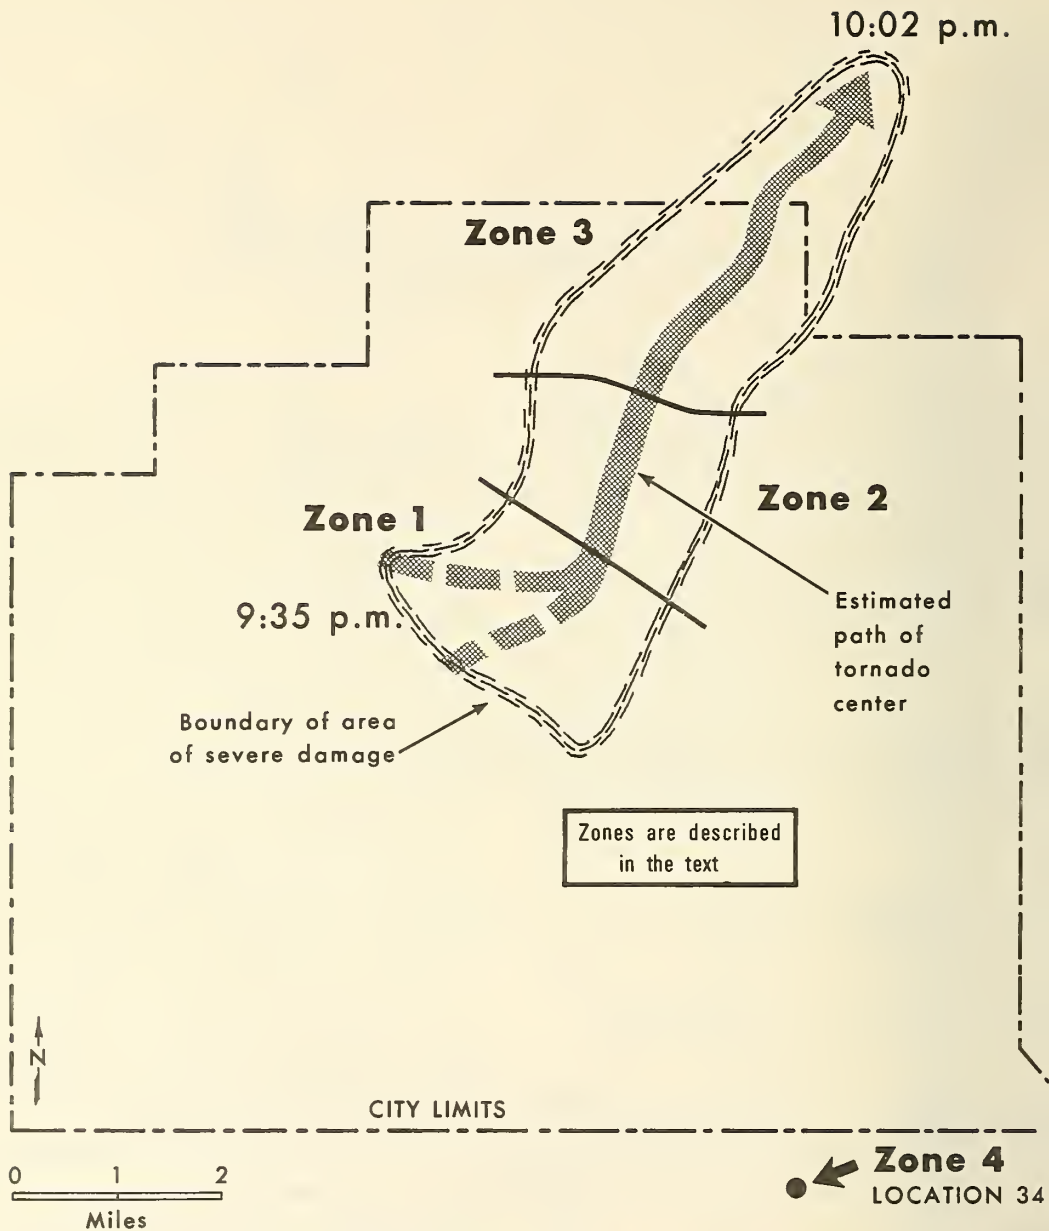 10:02 p.m.
Zone 3
Zone 1
Zone 2
9:35 p.m.
Estimated
path of
tornado
center
Boundary of area
of severe damage
Zones are described
in the text
N
CITY LIMITS
0 1 2
Miles
Zone 4
LOCATION 34